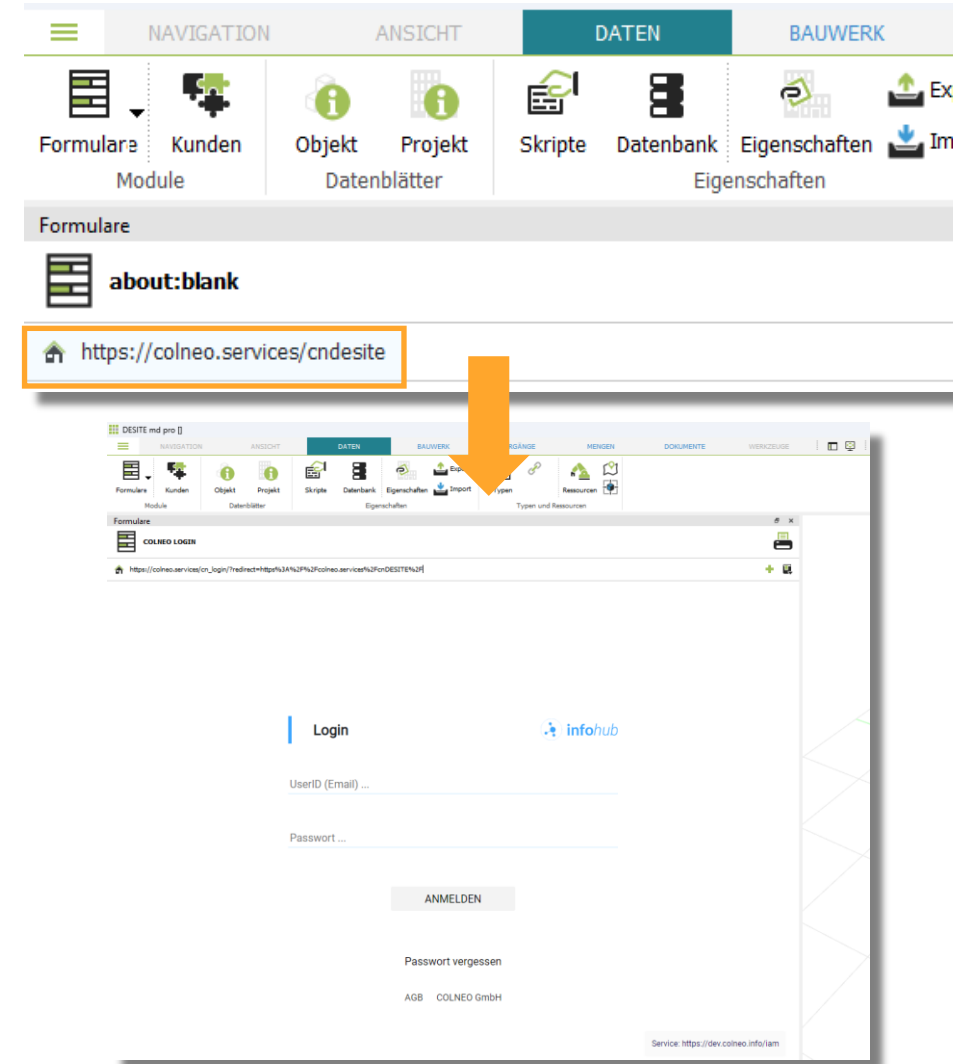 NAVIGATION ANSICHT DATEN BAUWERK
Formulare Kunden Objekt Projekt Skripte Datenbank Eigenschaften Ex
Im
Module Datenblätter Eigenschaften
Formulare
about:blank
https://colneo.services/cndesite
DESITE md pro []
NAVIGATION ANSICHT DATEN BAUWERK MENGEN DOKUMENTE WERKZEUGE
Formulare Kunden Objekt Projekt Skripte Datenbank Eigenschaften Import Typen Ressourcen
Module Datenblätter Eigenschaften Typen und Ressourcen
Formulare
COLNEO LOGIN
https://colneo.services/cn_login/?redirect=https%3A%2F%2Fcolneo.services%2FcnDESITE%2F
Login infohub
UserID (Email) ...
Passwort ...
ANMELDEN
Passwort vergessen
AGB COLNEO GmbH
Service: https://dev.colneo.info/iam